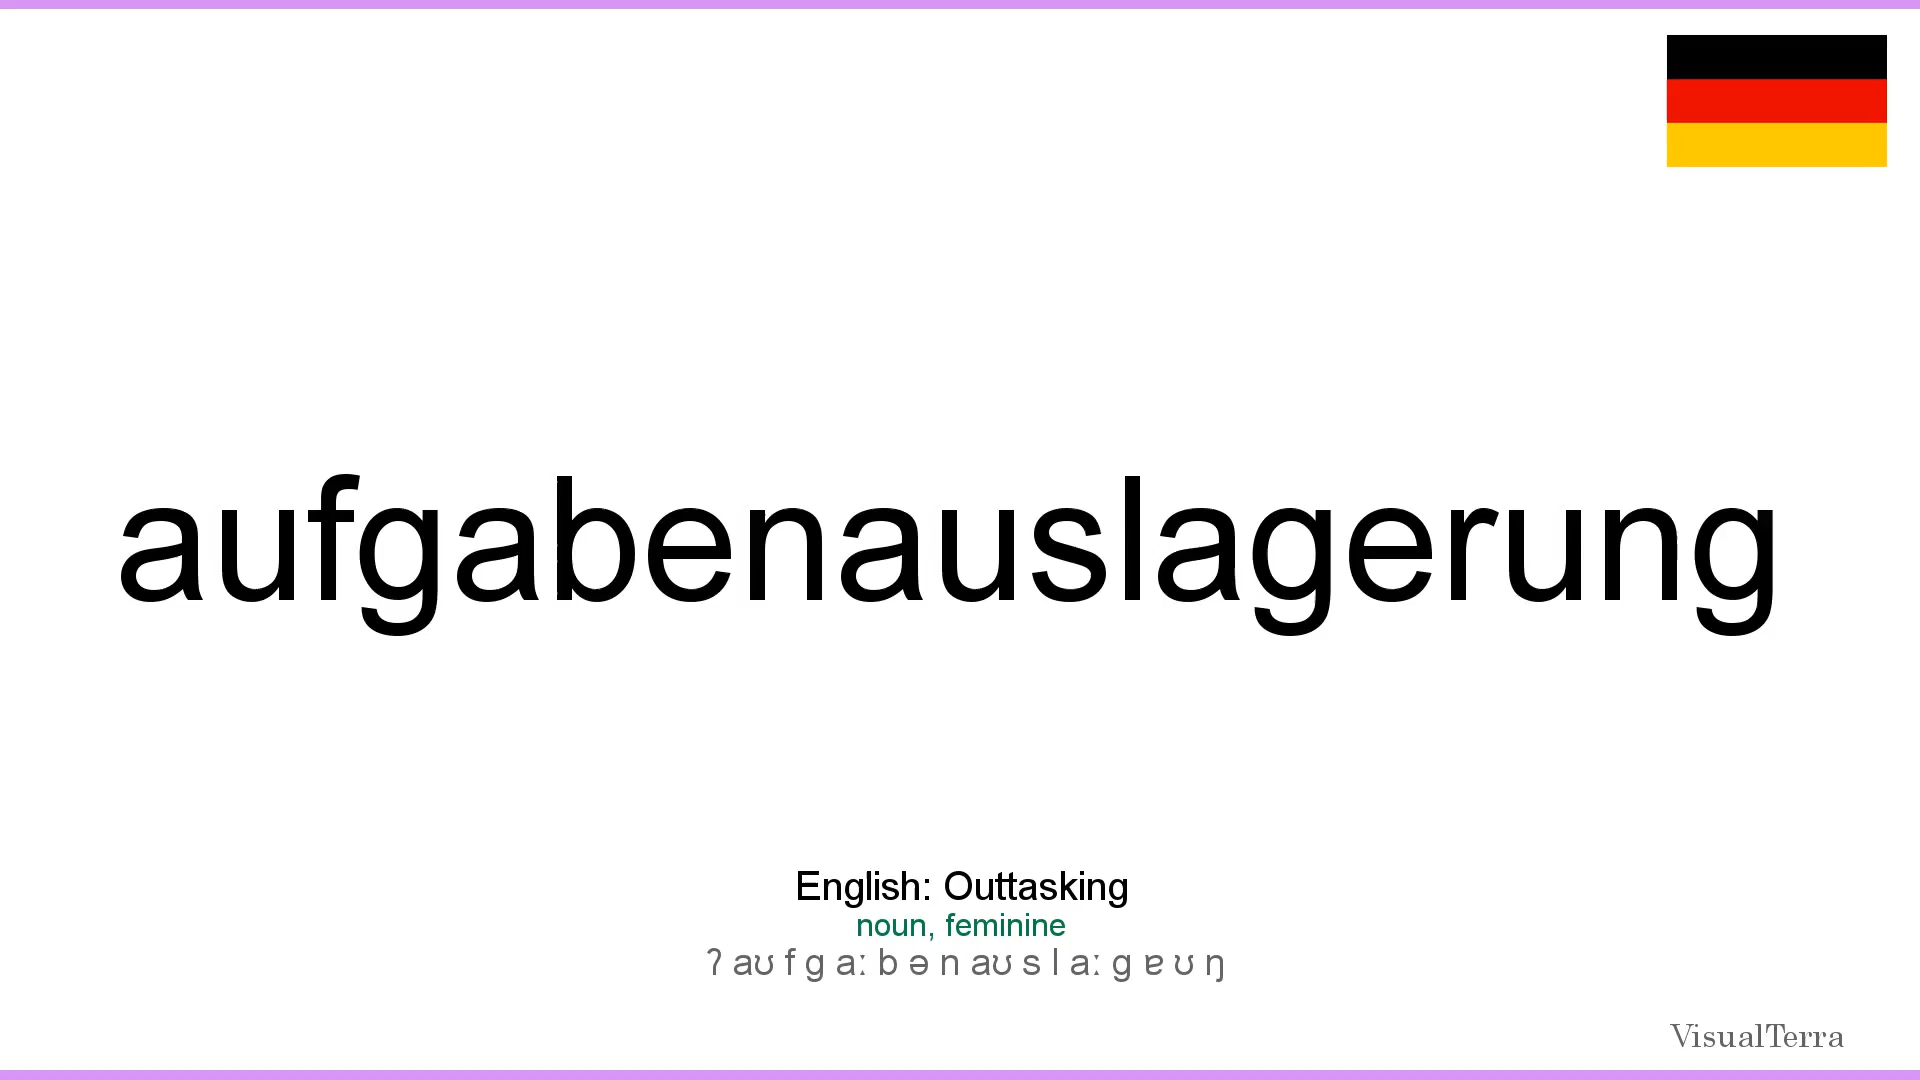 aufgabenauslagerung
English: Outtasking
noun, feminine
ʔ aʊ f g aː b ə n aʊ s l aː g ɐ ʊ ŋ
VisualTerra